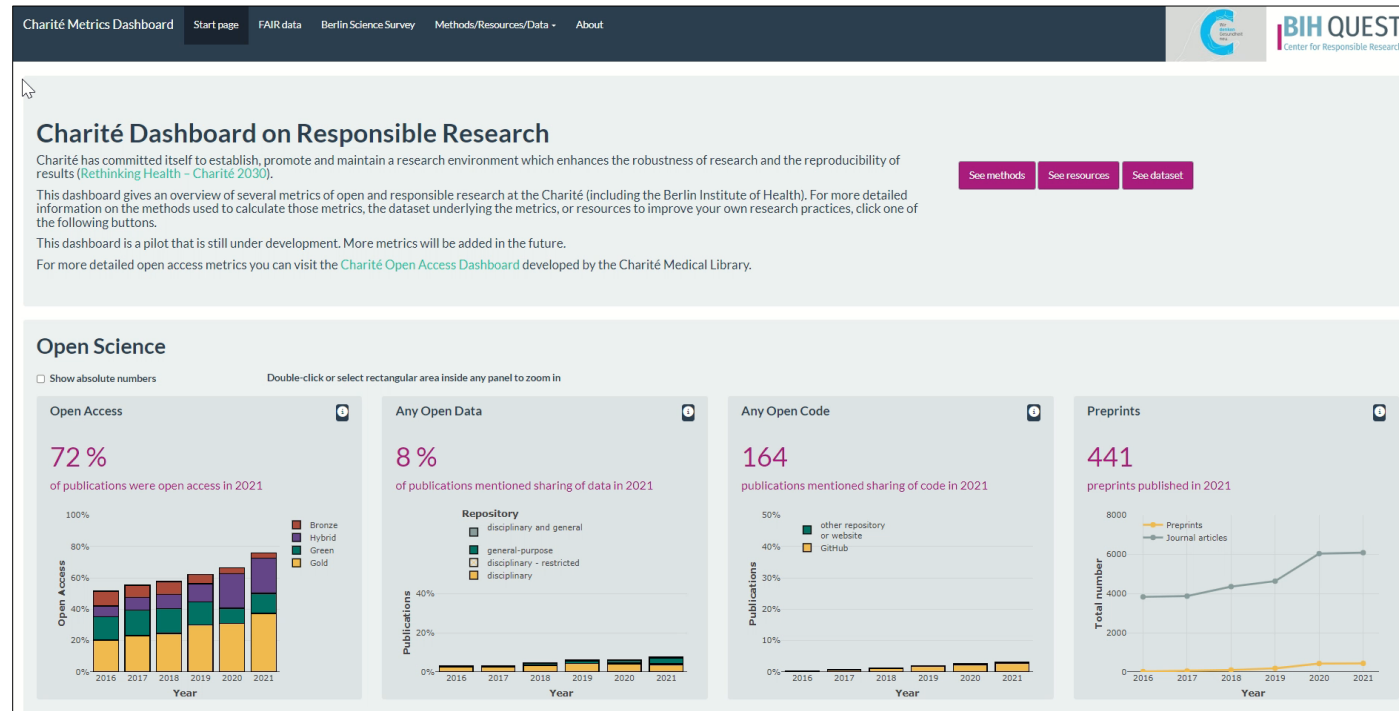 Charité Metrics Dashboard Start page FAIR data Berlin Science Survey Methods/Resources/Data About
BIH QUEST
Center for Responsible Research
Charité Dashboard on Responsible Research
Charité has committed itself to establish, promote and maintain a research environment which enhances the robustness of research and the reproducibility of
results (Rethinking Health – Charité 2030).
This dashboard gives an overview of several metrics of open and responsible research at the Charité (including the Berlin Institute of Health). For more detailed
information on the methods used to calculate those metrics, the dataset underlying the metrics, or resources to improve your own research practices, click one of
the following buttons.
This dashboard is a pilot that is still under development. More metrics will be added in the future.
For more detailed open access metrics you can visit the Charité Open Access Dashboard developed by the Charité Medical Library.
See methods See resources See dataset
Open Science
Show absolute numbers Double-click or select rectangular area inside any panel to zoom in
Open Access
72 %
of publications were open access in 2021
100%
80%
60%
40%
20%
0%
Open Access
Bronze
Hybrid
Green
Gold
2016 2017 2018 2019 2020 2021
Year
Any Open Data
8 %
of publications mentioned sharing of data in 2021
Repository
disciplinary and general
general-purpose
disciplinary - restricted
disciplinary
40%
20%
0%
Publications
2016 2017 2018 2019 2020 2021
Year
Any Open Code
164
publications mentioned sharing of code in 2021
other repository
or website
GitHub
50%
40%
30%
20%
10%
0%
Publications
2016 2017 2018 2019 2020 2021
Year
Preprints
441
preprints published in 2021
Preprints
Journal articles
8000
6000
4000
2000
0
Total number
2016 2017 2018 2019 2020 2021
Year